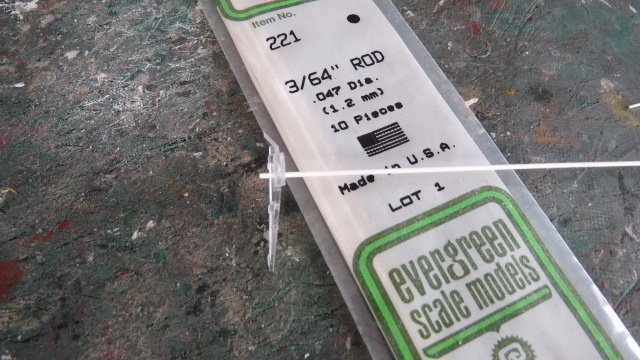 Item No.
221
3/64" ROD
.047 Dia.
(1.2 mm)
10 Pieces
Made in U.S.A.
LOT 1
evergreen
scale models